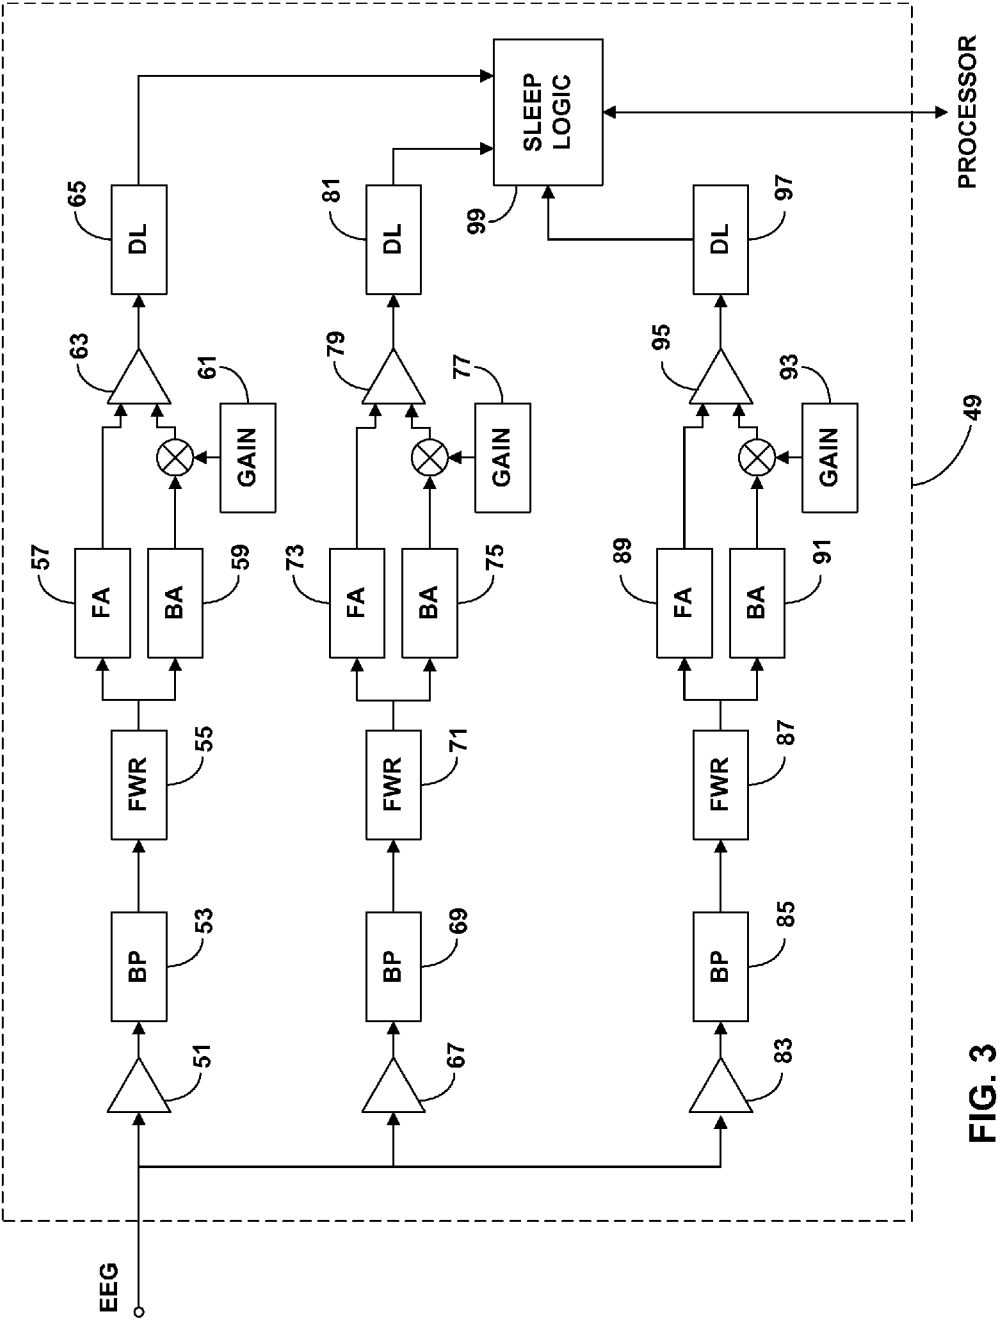 EEG
51
BP
53
FWR
55
FA
57
BA
59
GAIN
61
63
DL
65
67
BP
69
FWR
71
FA
73
BA
75
GAIN
77
79
DL
81
83
BP
85
FWR
87
FA
89
BA
91
GAIN
93
95
DL
97
SLEEP
LOGIC
99
49
PROCESSOR
FIG. 3